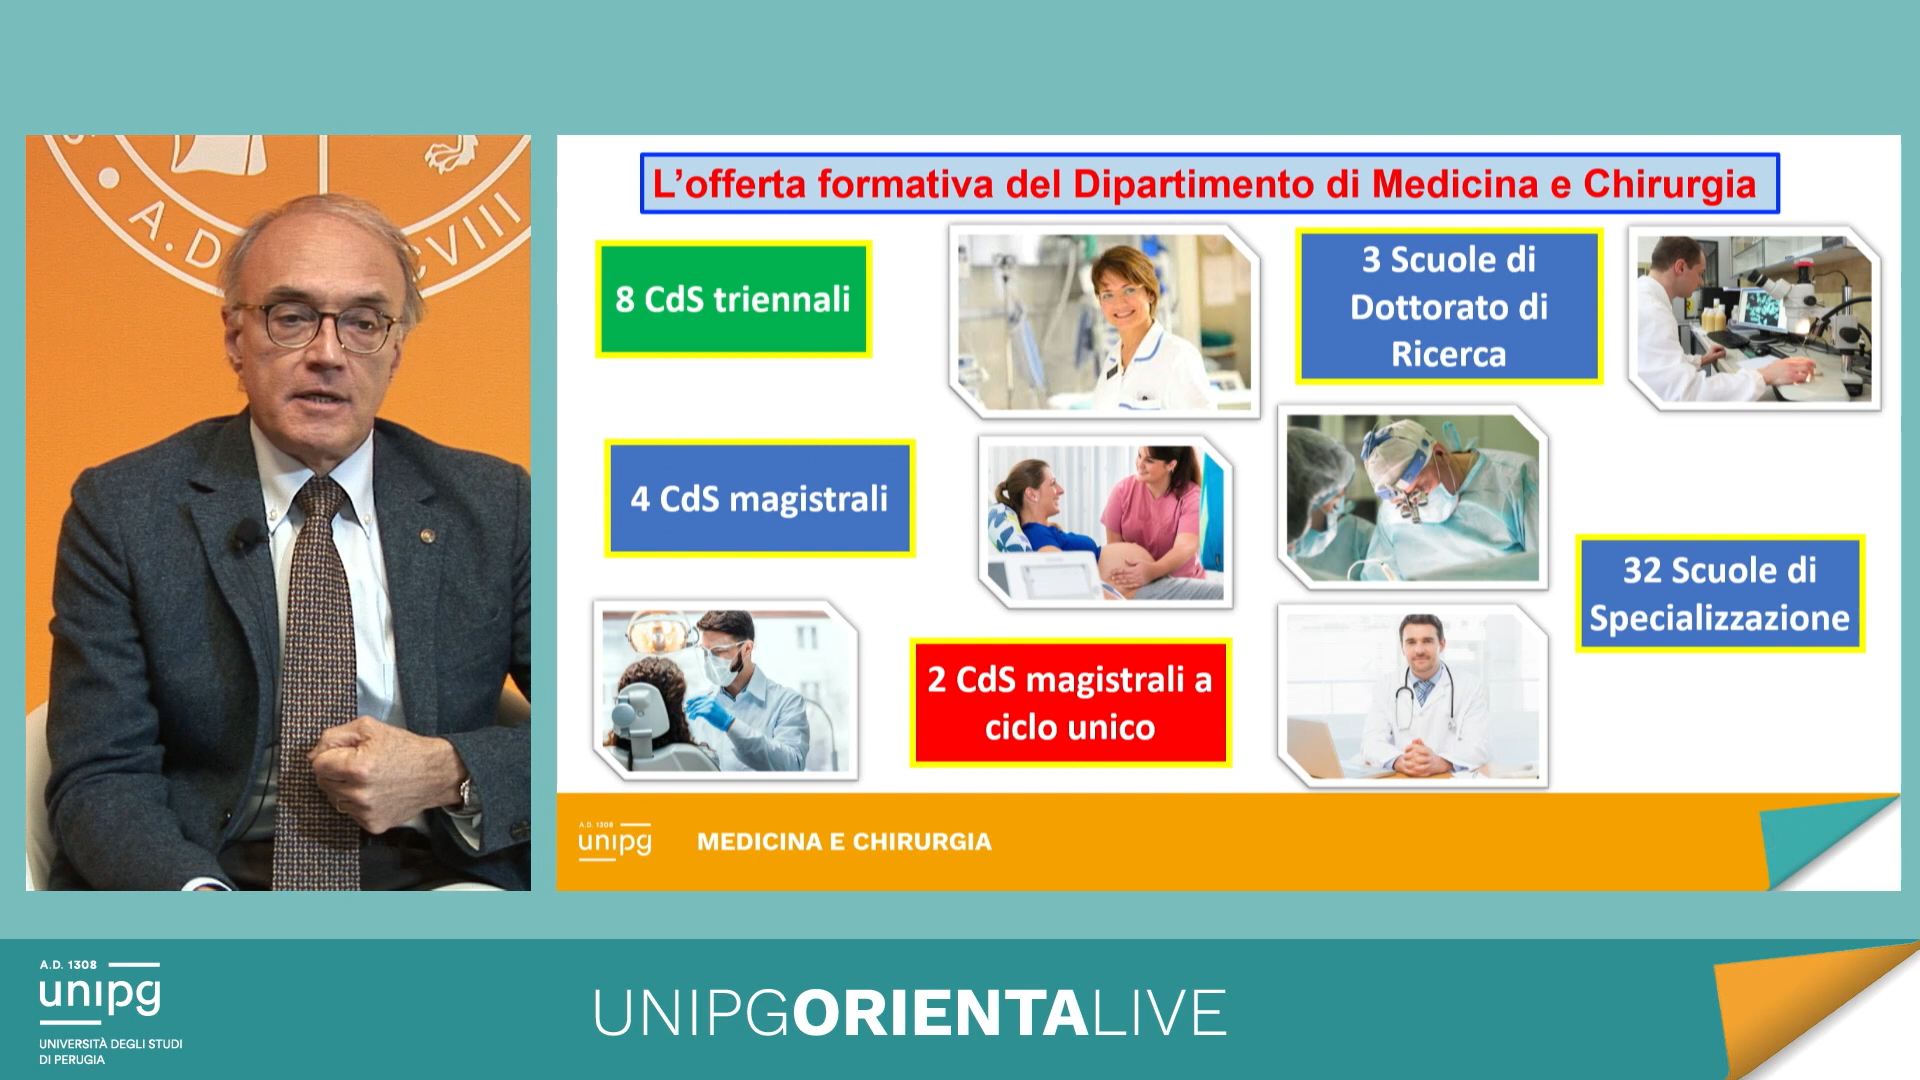 A.D.
CVIII
L'offerta formativa del Dipartimento di Medicina e Chirurgia
8 CdS triennali
3 Scuole di
Dottorato di
Ricerca
4 CdS magistrali
32 Scuole di
Specializzazione
2 CdS magistrali a
ciclo unico
A.D. 1308
unipg
MEDICINA E CHIRURGIA
A.D. 1308
unipg
UNIVERSITÀ DEGLI STUDI
DI PERUGIA
UNIPGORIENTALIVE